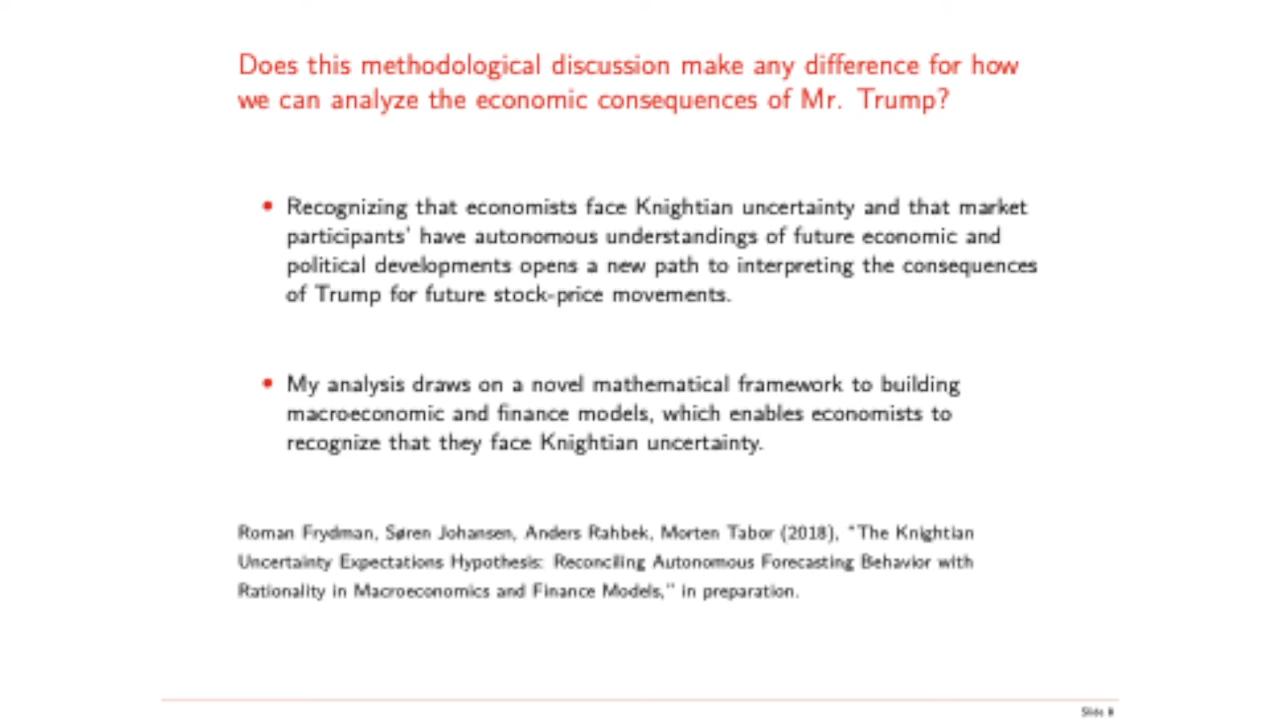 Does this methodological discussion make any difference for how
we can analyze the economic consequences of Mr. Trump?
• Recognizing that economists face Knightian uncertainty and that market
participants' have autonomous understandings of future economic and
political developments opens a new path to interpreting the consequences
of Trump for future stock-price movements.
• My analysis draws on a novel mathematical framework to building
macroeconomic and finance models, which enables economists to
recognize that they face Knightian uncertainty.
Roman Frydman, Søren Johansen, Anders Rahbek, Morten Tabor (2018), "The Knightian
Uncertainty Expectations Hypothesis: Reconciling Autonomous Forecasting Behavior with
Rationality in Macroeconomics and Finance Models," in preparation.
Slide